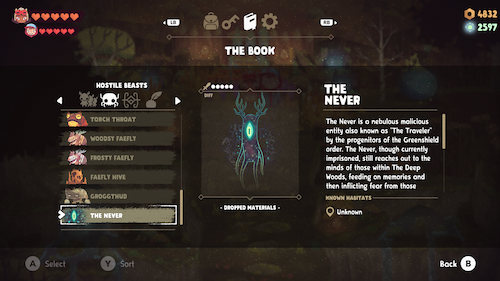 4832
2597
LB
RB
THE BOOK
HOSTILE BEASTS
TORCH THROAT
WOODSY FAEFLY
FROSTY FAEFLY
FAEFLY HIVE
GROGGTHUD
THE NEVER
DIFF
- DROPPED MATERIALS -
THE
NEVER
The Never is a nebulous malicious
entity also known as "The Traveler"
by the progenitors of the Greenshield
order. The Never, though currently
imprisoned, still reaches out to the
minds of those within The Deep
Woods, feeding on memories and
then inflicting fear from those
KNOWN HABITATS
Unknown
A Select
Y Sort
Back B